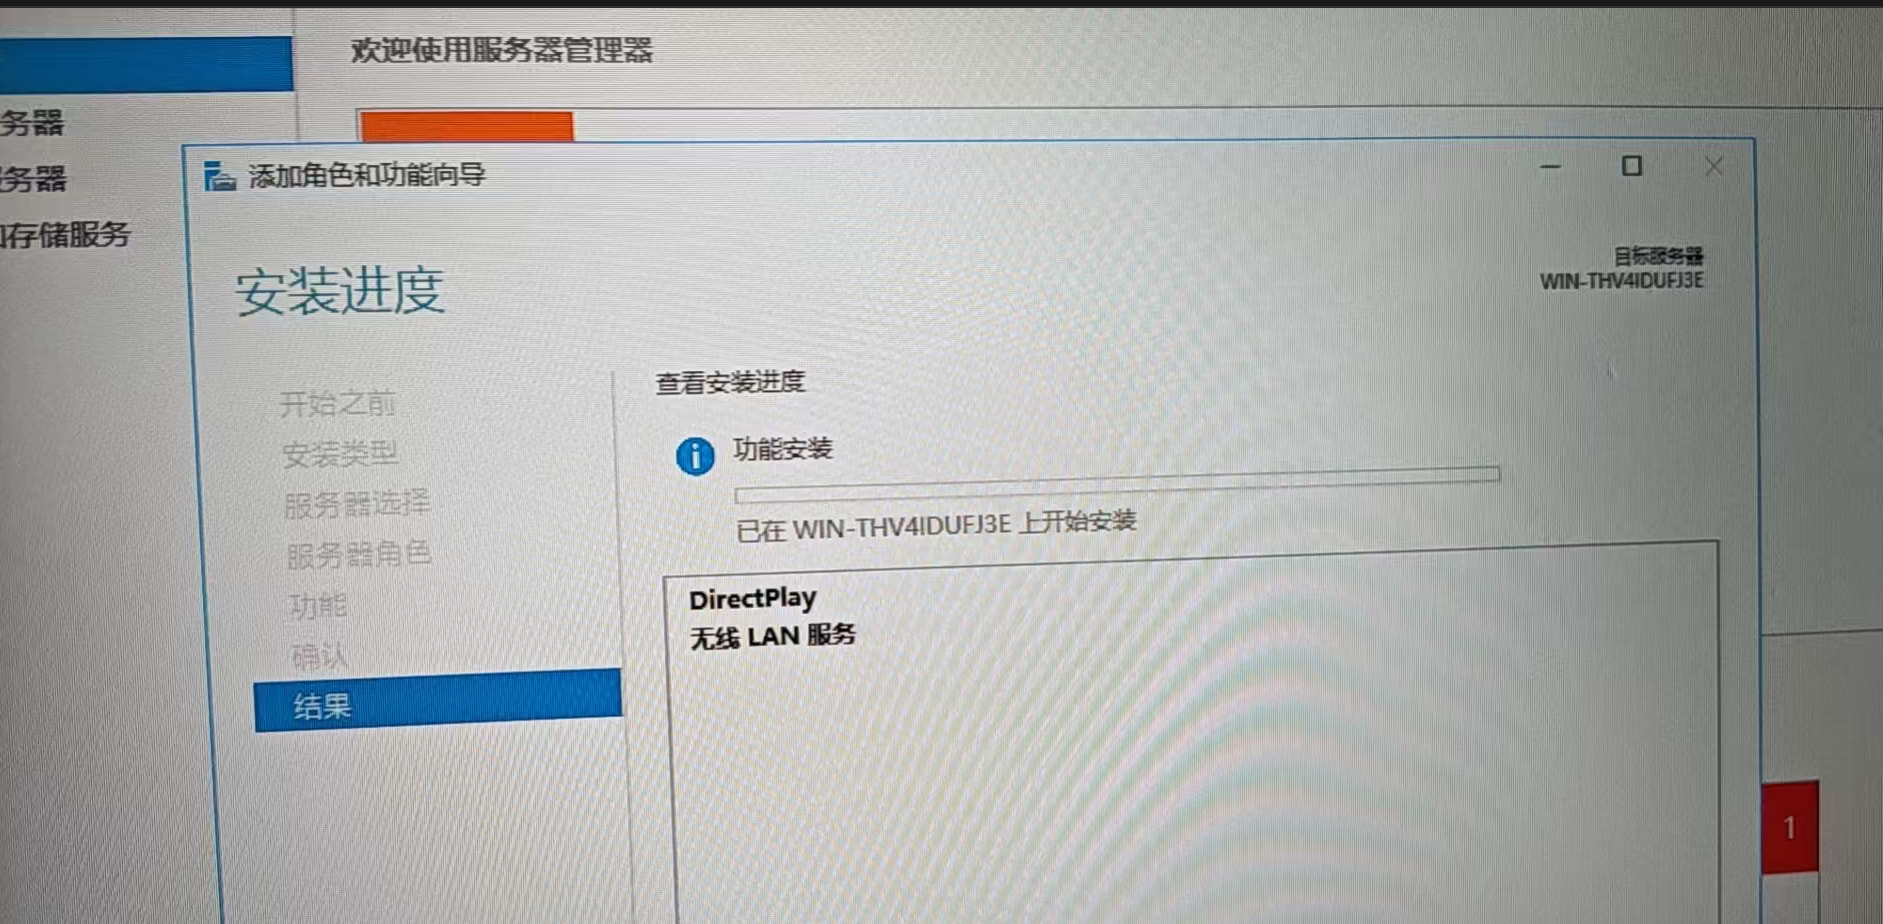 欢迎使用服务器管理器
务器
务器
存储服务
添加角色和功能向导
目标服务器
WIN-THV4IDUFJ3E
安装进度
开始之前
安装类型
服务器选择
服务器角色
功能
确认
结果
查看安装进度
功能安装
已在 WIN-THV4IDUFJ3E 上开始安装
DirectPlay
无线 LAN 服务
1